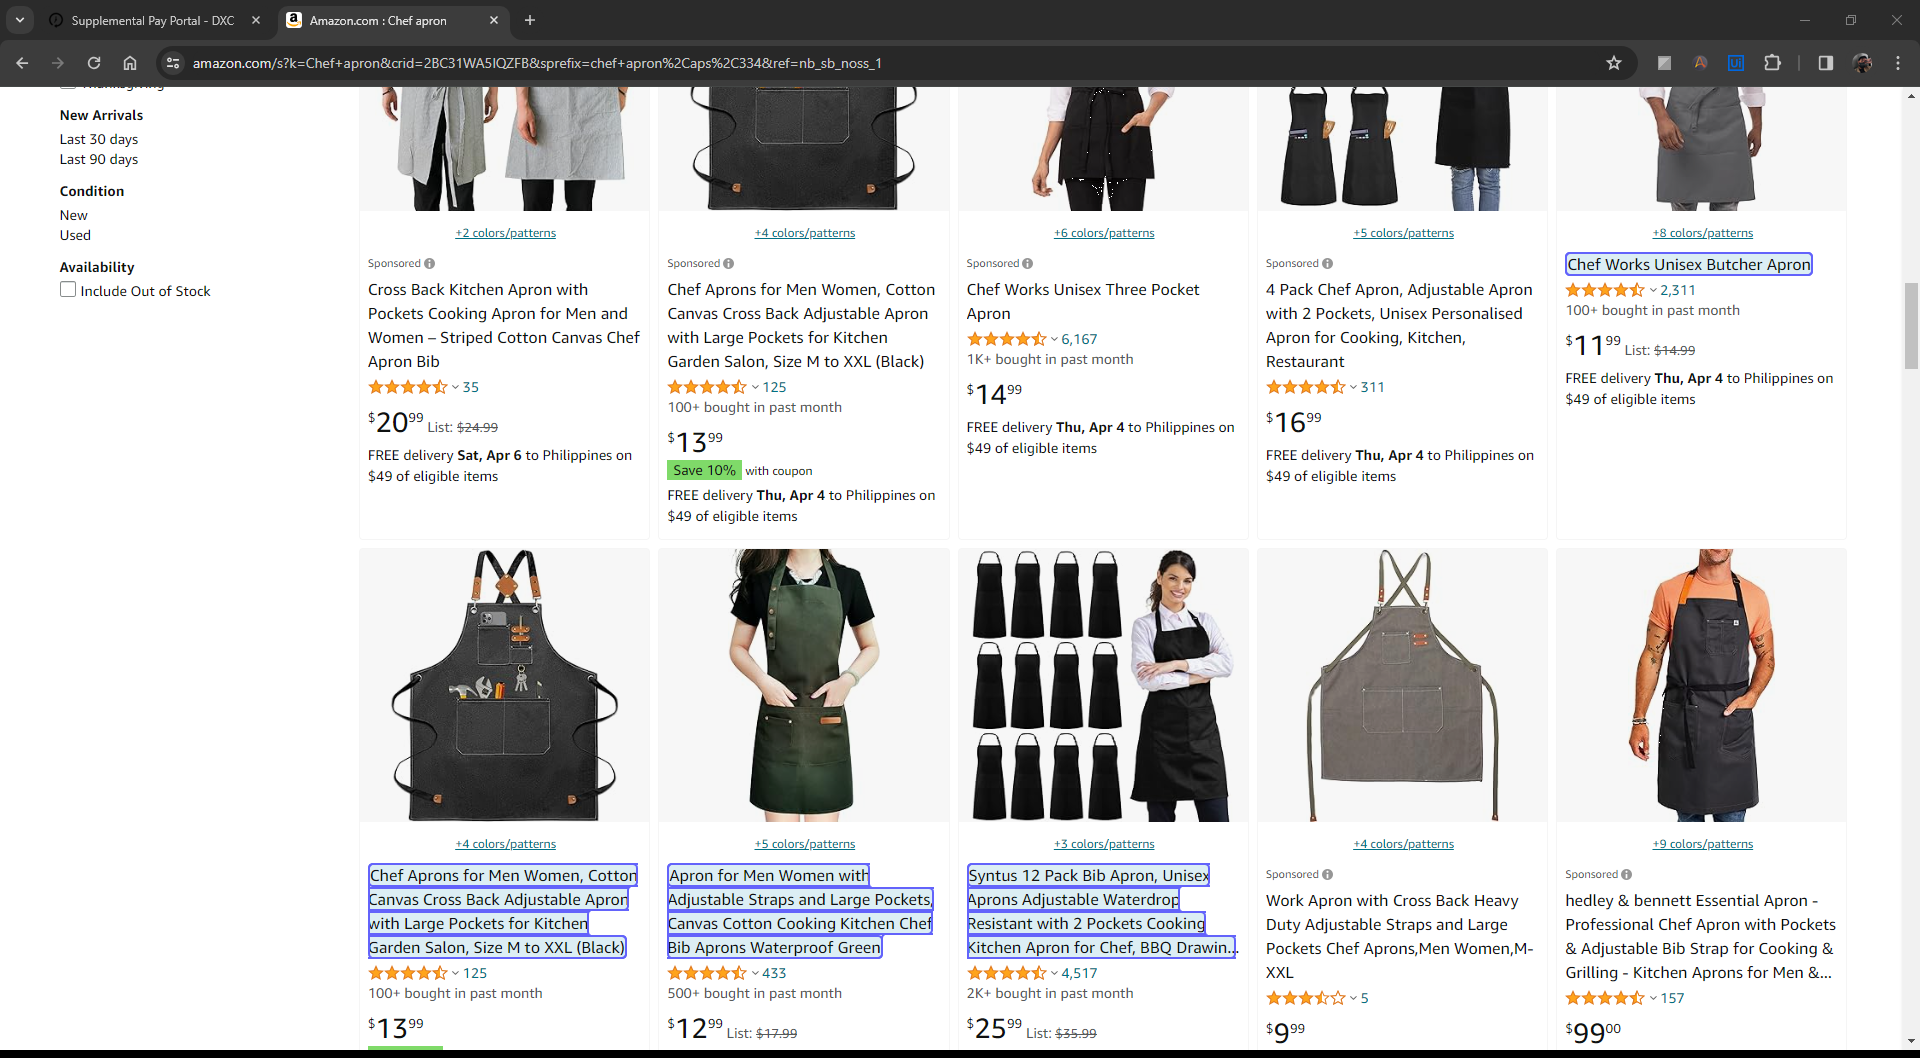 Supplemental Pay Portal - DXC
Amazon.com : Chef apron
amazon.com/s?k=Chef+apron&crid=2BC31WA5IQZFB&sprefix=chef+apron%2Caps%2C334&ref=nb_sb_noss_1
Thanksgiving
New Arrivals
Last 30 days
Last 90 days
Condition
New
Used
Availability
Include Out of Stock
+2 colors/patterns
Sponsored
Cross Back Kitchen Apron with
Pockets Cooking Apron for Men and
Women – Striped Cotton Canvas Chef
Apron Bib
35
$20.99 List: $24.99
FREE delivery Sat, Apr 6 to Philippines on
$49 of eligible items
+4 colors/patterns
Sponsored
Chef Aprons for Men Women, Cotton
Canvas Cross Back Adjustable Apron
with Large Pockets for Kitchen
Garden Salon, Size M to XXL (Black)
125
100+ bought in past month
$13.99
Save 10% with coupon
FREE delivery Thu, Apr 4 to Philippines on
$49 of eligible items
+6 colors/patterns
Sponsored
Chef Works Unisex Three Pocket
Apron
6,167
1K+ bought in past month
$14.99
FREE delivery Thu, Apr 4 to Philippines on
$49 of eligible items
+5 colors/patterns
Sponsored
4 Pack Chef Apron, Adjustable Apron
with 2 Pockets, Unisex Personalised
Apron for Cooking, Kitchen,
Restaurant
311
$16.99
FREE delivery Thu, Apr 4 to Philippines on
$49 of eligible items
+8 colors/patterns
Chef Works Unisex Butcher Apron
2,311
100+ bought in past month
$11.99 List: $14.99
FREE delivery Thu, Apr 4 to Philippines on
$49 of eligible items
+4 colors/patterns
Chef Aprons for Men Women, Cotton
Canvas Cross Back Adjustable Apron
with Large Pockets for Kitchen
Garden Salon, Size M to XXL (Black)
125
100+ bought in past month
$13.99
+5 colors/patterns
Apron for Men Women with
Adjustable Straps and Large Pockets,
Canvas Cotton Cooking Kitchen Chef
Bib Aprons Waterproof Green
433
500+ bought in past month
$12.99 List: $17.99
+3 colors/patterns
Syntus 12 Pack Bib Apron, Unisex
Aprons Adjustable Waterdrop
Resistant with 2 Pockets Cooking
Kitchen Apron for Chef, BBQ Drawin...
4,517
2K+ bought in past month
$25.99 List: $35.99
+4 colors/patterns
Sponsored
Work Apron with Cross Back Heavy
Duty Adjustable Straps and Large
Pockets Chef Aprons,Men Women,M-
XXL
5
$9.99
+9 colors/patterns
Sponsored
hedley & bennett Essential Apron -
Professional Chef Apron with Pockets
& Adjustable Bib Strap for Cooking &
Grilling - Kitchen Aprons for Men &...
157
$99.00